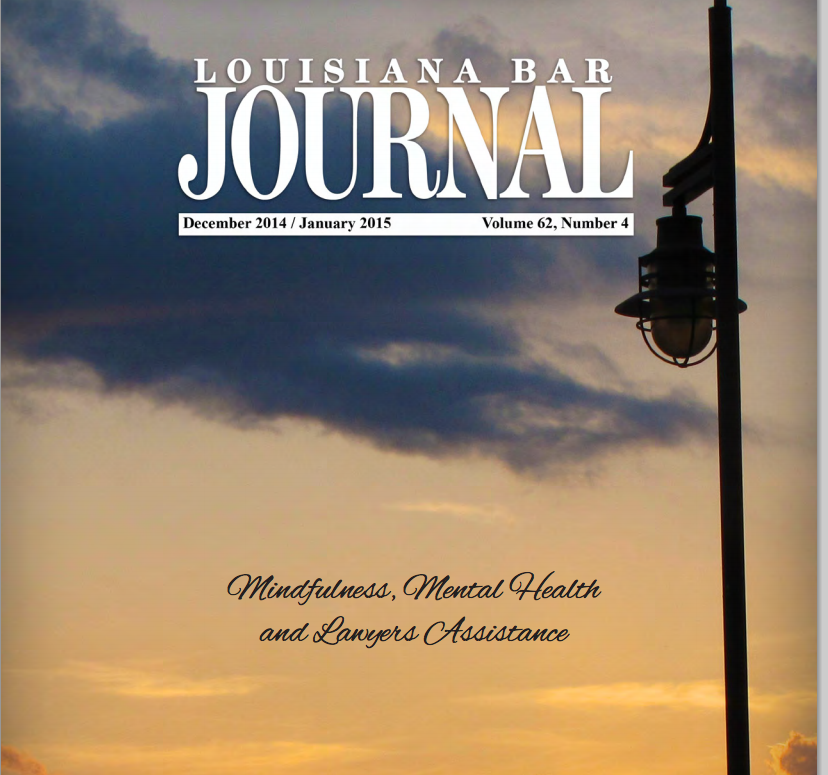 LOUISIANA BAR
JOURNAL
December 2014 / January 2015 Volume 62, Number 4
Mindfulness, Mental Health
and Lawyers Assistance